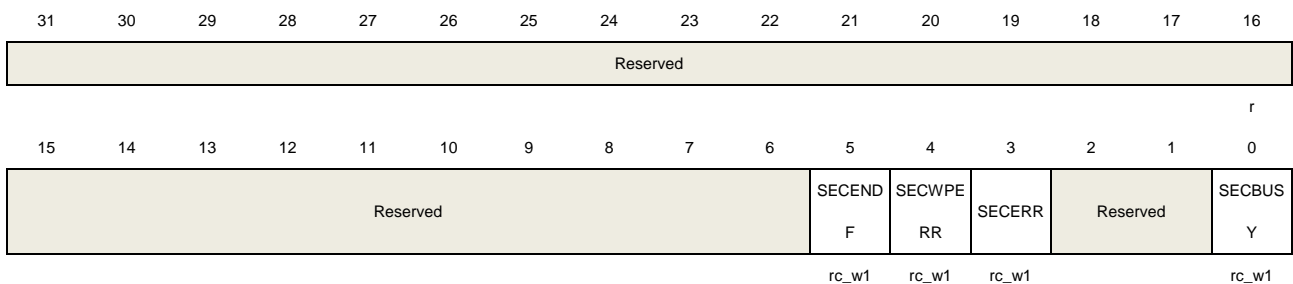 31 30 29 28 27 26 25 24 23 22 21 20 19 18 17 16
Reserved
r
15 14 13 12 11 10 9 8 7 6 5 4 3 2 1 0
Reserved SECEND SECWPE SECERR Reserved SECBUS
F RR Y
rc_w1 rc_w1 rc_w1 rc_w1